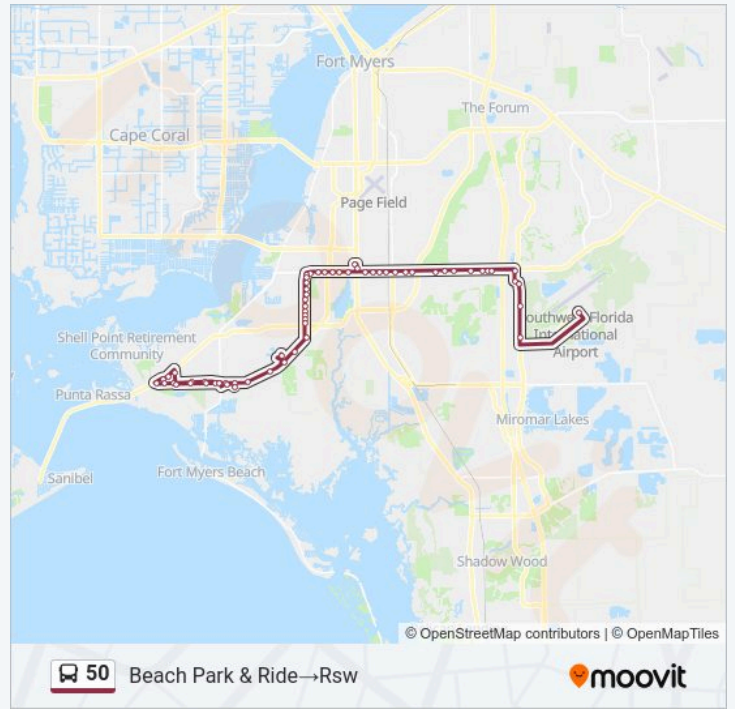 Fort Myers
The Forum
Cape Coral
Page Field
Southwest Florida
International
Airport
Shell Point Retirement
Community
Punta Rassa
Miromar Lakes
Sanibel
Fort Myers Beach
Shadow Wood
© OpenStreetMap contributors | © OpenMapTiles
50 Beach Park & Ride→Rsw
moovit